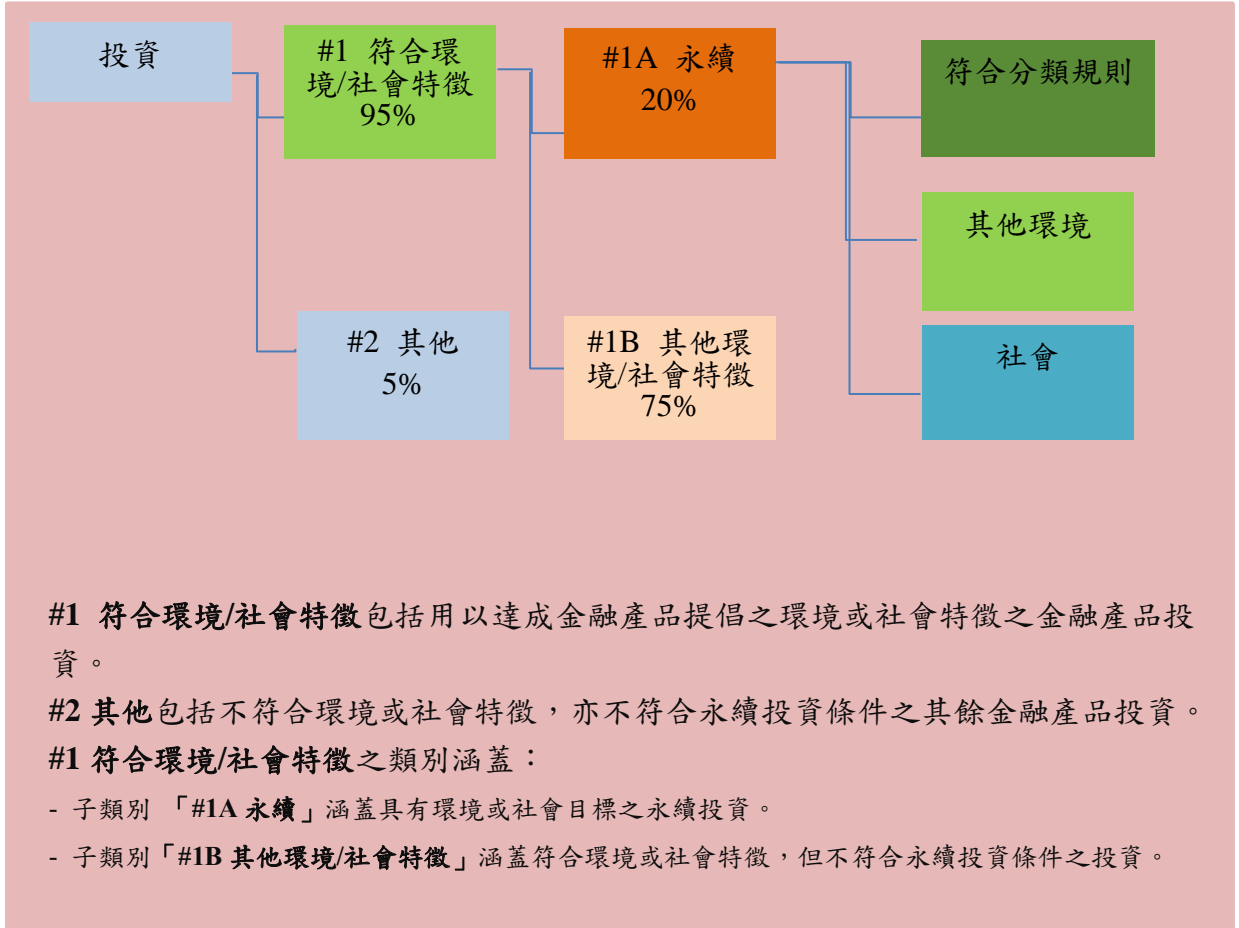 投資
#1 符合環
境/社會特徵
95%
#1A 永續
20%
符合分類規則
其他環境
#2 其他
5%
#1B 其他環
境/社會特徵
75%
社會
#1 符合環境/社會特徵包括用以達成金融產品提倡之環境或社會特徵之金融產品投
資。
#2 其他包括不符合環境或社會特徵，亦不符合永續投資條件之其餘金融產品投資。
#1 符合環境/社會特徵之類別涵蓋：
- 子類別 「#1A 永續」涵蓋具有環境或社會目標之永續投資。
- 子類別「#1B 其他環境/社會特徵」涵蓋符合環境或社會特徵，但不符合永續投資條件之投資。